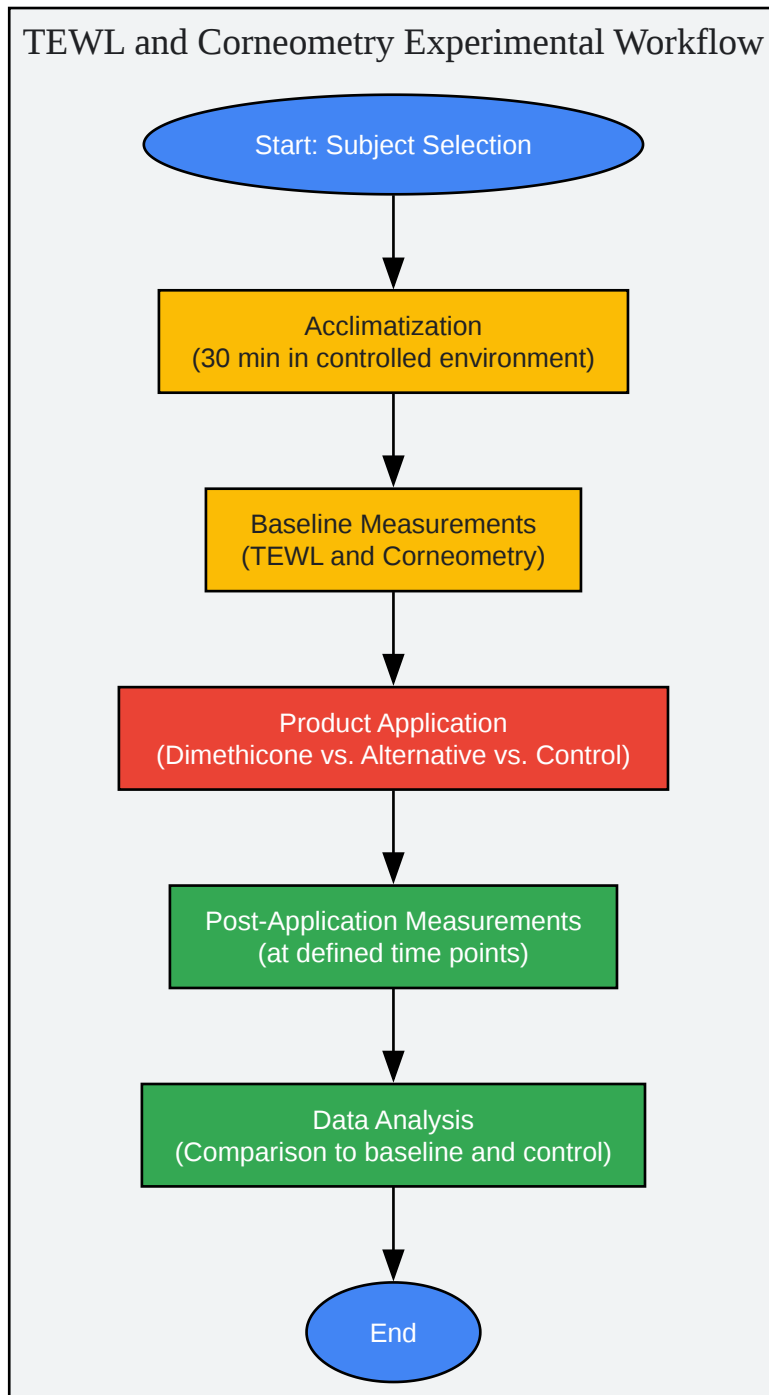 TEWL and Corneometry Experimental Workflow
Start: Subject Selection
Acclimatization
(30 min in controlled environment)
Baseline Measurements
(TEWL and Corneometry)
Product Application
(Dimethicone vs. Alternative vs. Control)
Post-Application Measurements
(at defined time points)
Data Analysis
(Comparison to baseline and control)
End